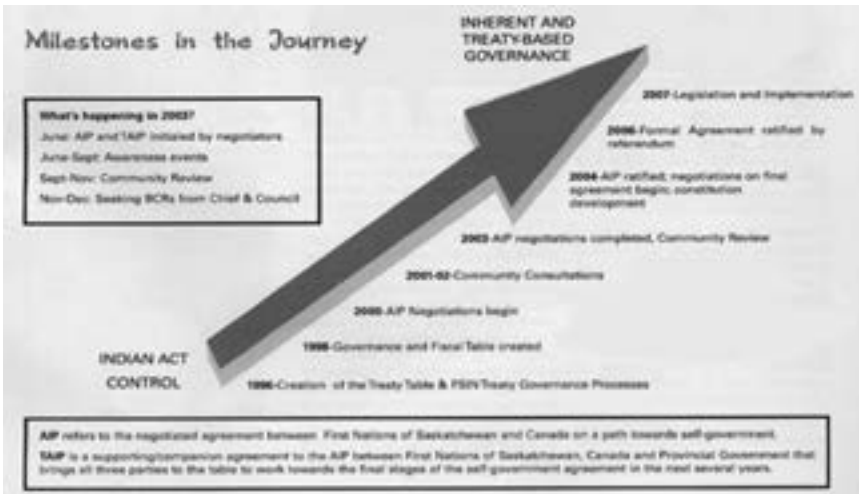 Milestones in the Journey
INHERENT AND
TREATY-BASED
GOVERNANCE
What's happening in 2003?
June: AIP and TAIP initialed by negotiators
June-Sept: Awareness events
Sept-Nov: Community Review
Nov-Dec: Seeking BCRs from Chief & Council
2007-Legislation and Implementation
2006-Formal Agreement ratified by
referendum
2004-AIP ratified; negotiations on final
agreement begin; constitution
development
2003-AIP negotiations completed, Community Review
2001-02-Community Consultations
2000-AIP Negotiations begin
1998-Governance and Fiscal Table created
1996-Creation of the Treaty Table & FSIN Treaty Governance Processes
INDIAN ACT
CONTROL
AIP refers to the negotiated agreement between First Nations of Saskatchewan and Canada on a path towards self-government.
TAIP is a supporting/companion agreement to the AIP between First Nations of Saskatchewan, Canada and Provincial Government that
brings all three parties to the table to work towards the final stages of the self-government agreement in the next several years.